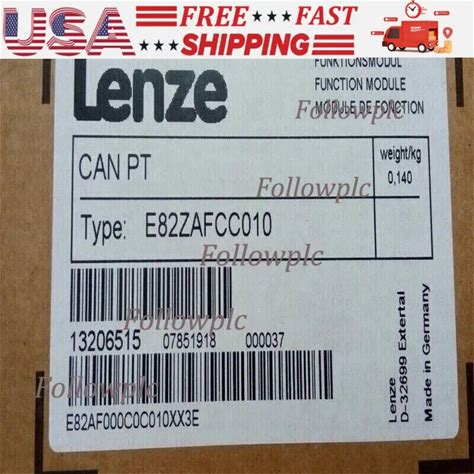 USA FREE FAST
SHIPPING
Lenze
FUNKTIONSMODUL
FUNCTION MODULE
MODULE DE FONCTION
Followplc
CAN PT
weight/kg
0,140
Followplc
Type: E82ZAFCC010
Followplc
Followplc
13206515 07851918 000037
Followplc
E82AF000C0C010XX3E
Lenze
D-32699 Extertal
Made in Germany
Followplc